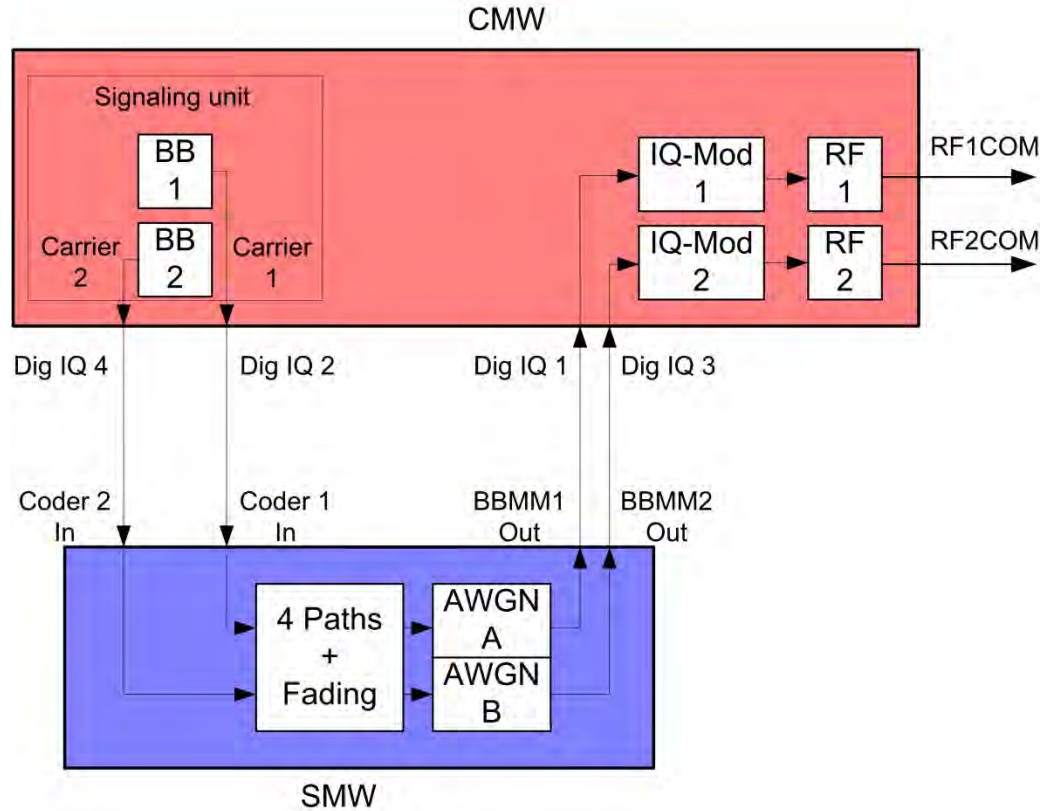 CMW
Signaling unit
BB
1
BB
2
Carrier
2
Carrier
1
IQ-Mod
1
RF
1
RF1COM
IQ-Mod
2
RF
2
RF2COM
Dig IQ 4
Dig IQ 2
Dig IQ 1
Dig IQ 3
Coder 2
In
Coder 1
In
BBMM1
Out
BBMM2
Out
4 Paths
+
Fading
AWGN
A
AWGN
B
SMW